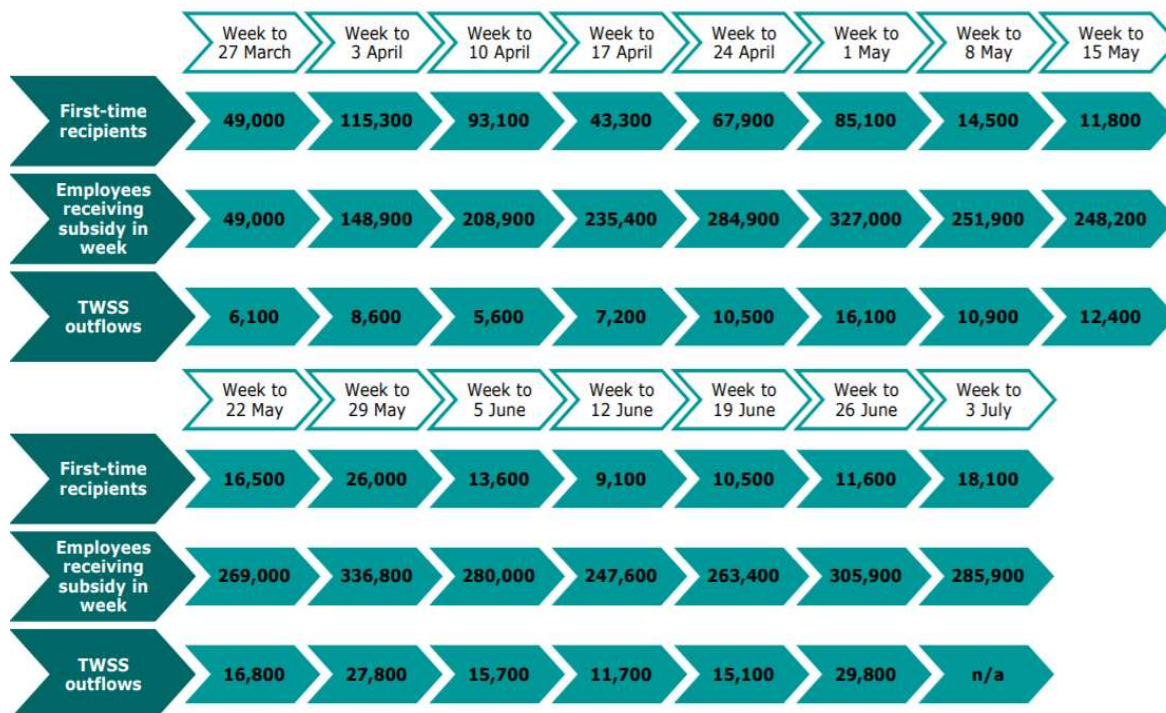 Week to 27 March Week to 3 April Week to 10 April Week to 17 April Week to 24 April Week to 1 May Week to 8 May Week to 15 May
First-time recipients 49,000 115,300 93,100 43,300 67,900 85,100 14,500 11,800
Employees receiving subsidy in week 49,000 148,900 208,900 235,400 284,900 327,000 251,900 248,200
TWSS outflows 6,100 8,600 5,600 7,200 10,500 16,100 10,900 12,400
Week to 22 May Week to 29 May Week to 5 June Week to 12 June Week to 19 June Week to 26 June Week to 3 July
First-time recipients 16,500 26,000 13,600 9,100 10,500 11,600 18,100
Employees receiving subsidy in week 269,000 336,800 280,000 247,600 263,400 305,900 285,900
TWSS outflows 16,800 27,800 15,700 11,700 15,100 29,800 n/a